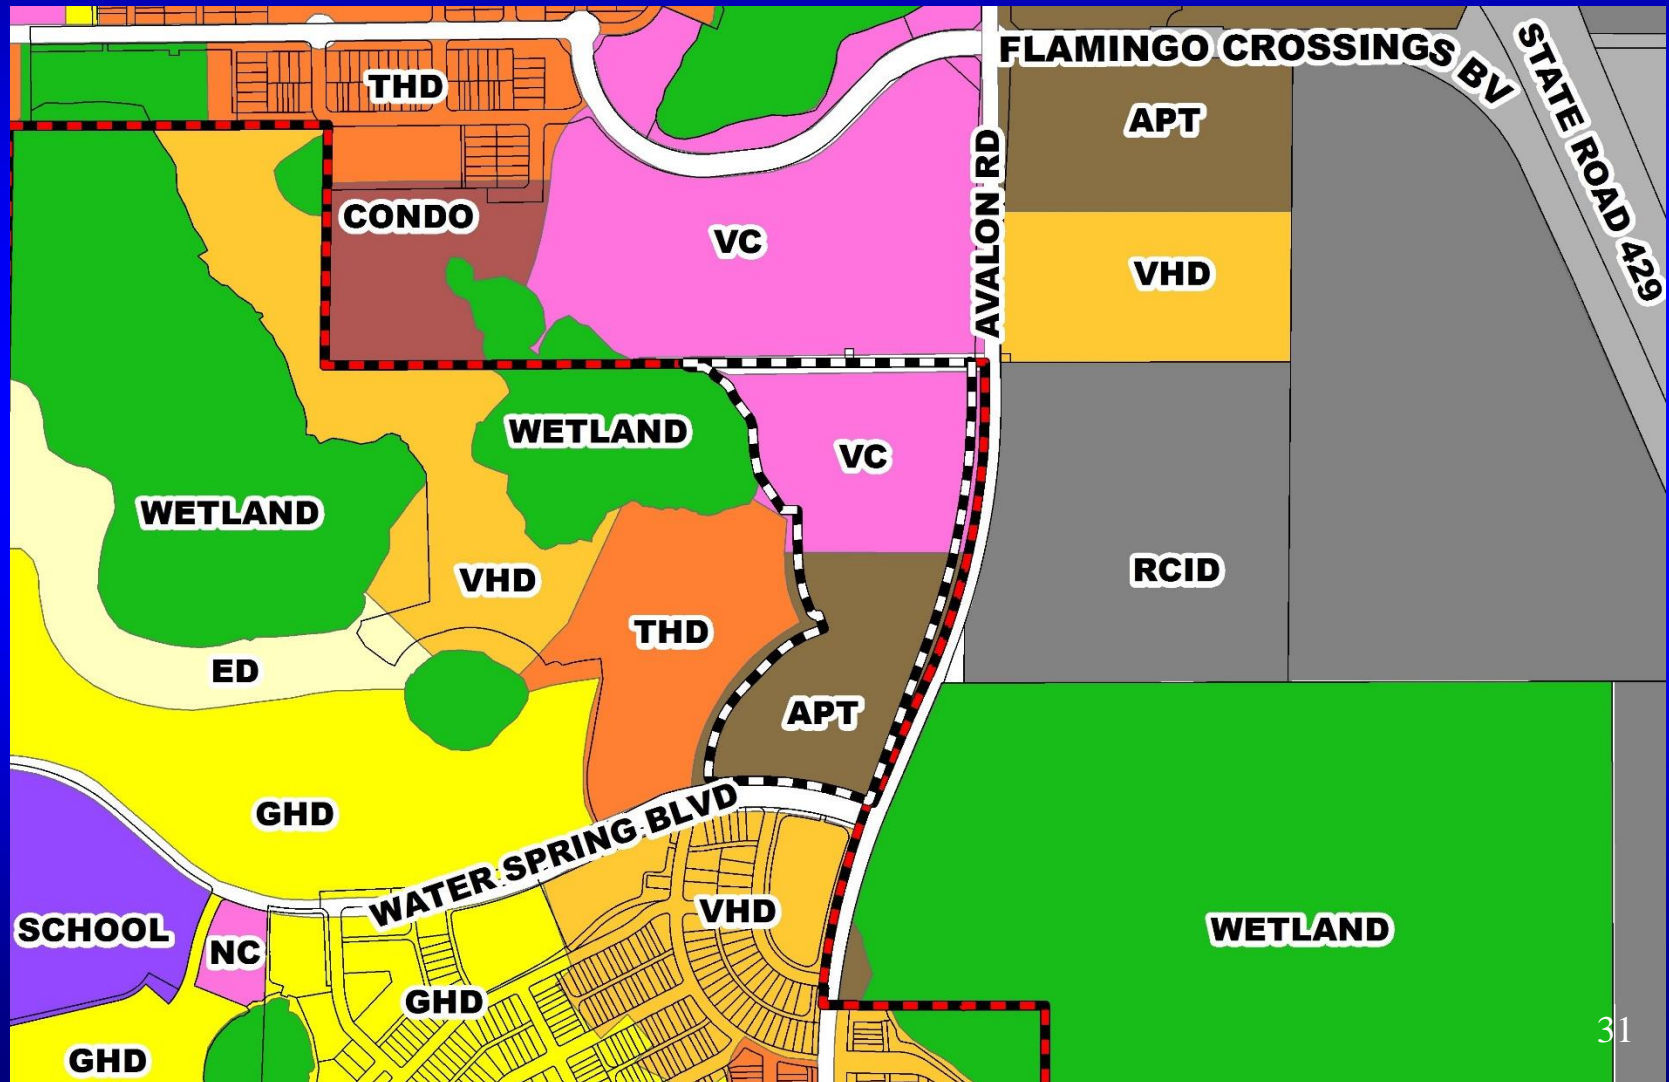 FLAMINGO CROSSINGS BV
STATE ROAD 429
THD
APT
AVALON RD
CONDO
VC
VHD
WETLAND
VC
WETLAND
RCID
VHD
THD
ED
APT
GHD
WATER SPRING BLVD
VHD
SCHOOL
NC
WETLAND
GHD
GHD
31